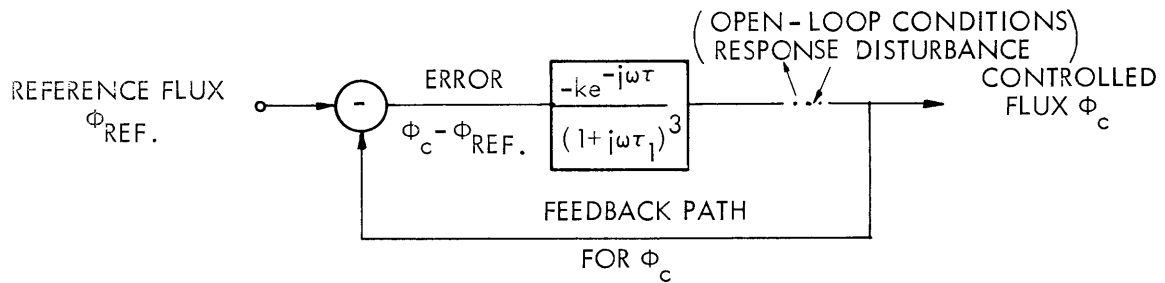 (OPEN-LOOP CONDITIONS
RESPONSE DISTURBANCE)
REFERENCE FLUX
Φ_REF.
-
ERROR
Φ_c - Φ_REF.
-ke^-jωτ
(1+jωτ_1)^3
CONTROLLED
FLUX Φ_c
FEEDBACK PATH
FOR Φ_c